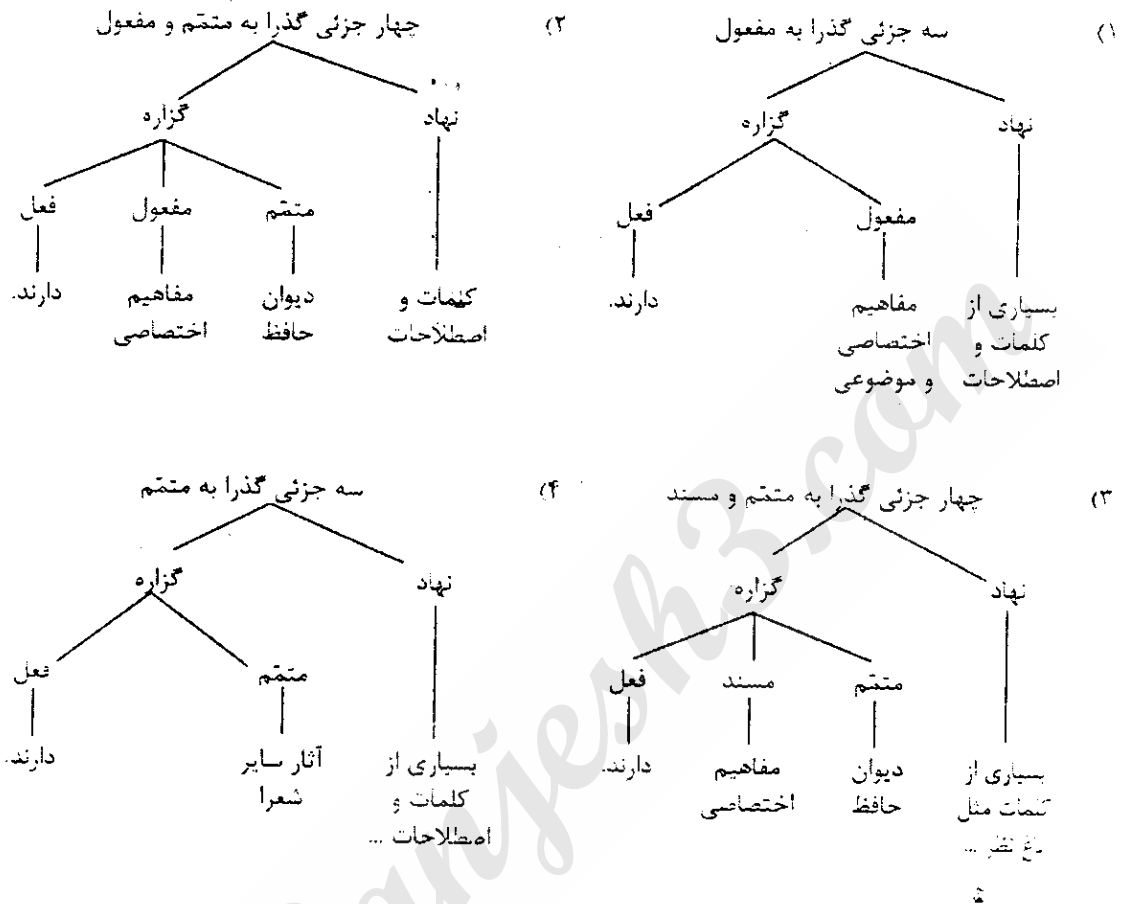 ۱) سه جزئی گذرا به مفعول
نهاد
گزاره
مفعول
فعل
بسیاری از
کلمات و
اصطلاحات
مفاهیم
اختصاصی
و موضوعی
دارند.
۲) چهار جزئی گذرا به متمّم و مفعول
نهاد
گزاره
متمّم
مفعول
فعل
کلمات و
اصطلاحات
دیوان
حافظ
مفاهیم
اختصاصی
دارند.
۳) چهار جزئی گذرا به متمّم و مسند
نهاد
گزاره
متمّم
مسند
فعل
بسیاری از
کلمات مثل
نظر ...
دیوان
حافظ
مفاهیم
اختصاصی
دارند.
۴) سه جزئی گذرا به متمّم
نهاد
گزاره
متمّم
فعل
بسیاری از
کلمات و
اصطلاحات ...
آثار سایر
شعرا
دارند.
anjesh3.com